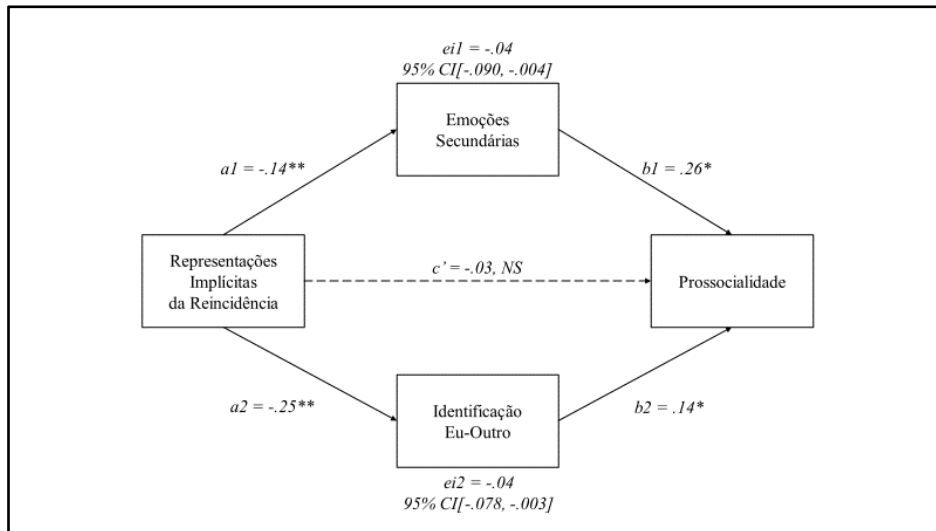 ei1 = -.04
95% CI[-.090, -.004]
Emoções
Secundárias
a1 = -.14**
b1 = .26*
Representações
Implícitas
da Reincidência
c’ = -.03, NS
Prossocialidade
a2 = -.25**
b2 = .14*
Identificação
Eu-Outro
ei2 = -.04
95% CI[-.078, -.003]